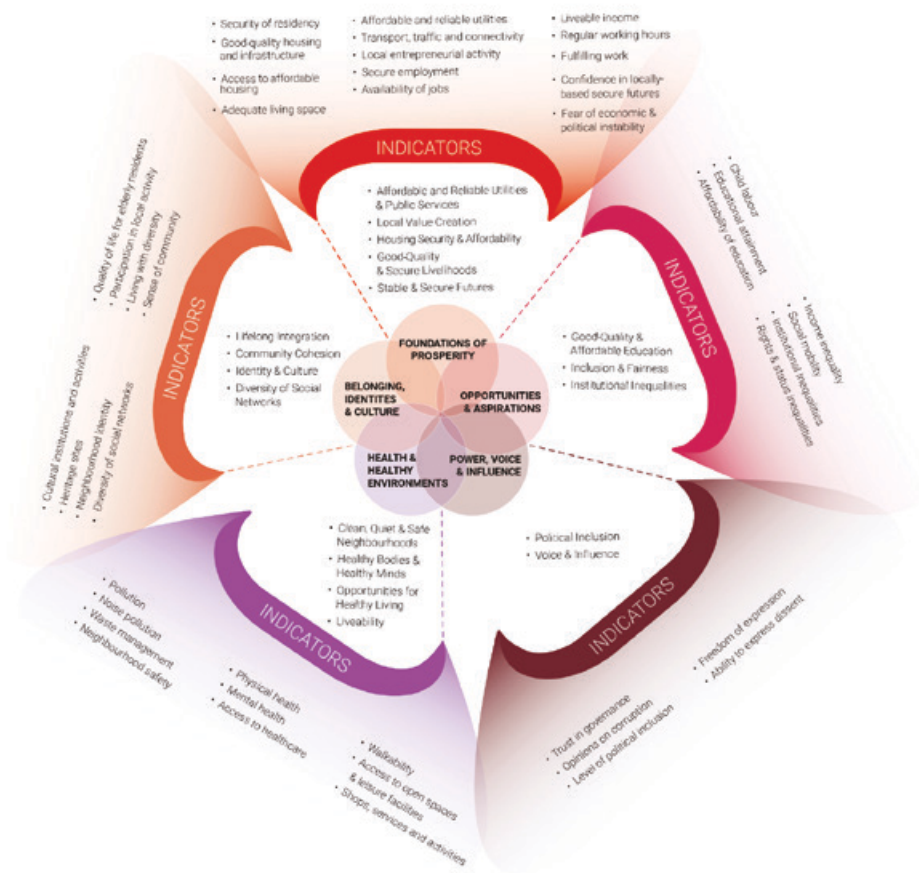 • Security of residency
• Good-quality housing
and infrastructure
• Access to affordable
housing
• Adequate living space
• Affordable and reliable utilities
• Transport, traffic and connectivity
• Local entrepreneurial activity
• Secure employment
• Availability of jobs
• Liveable income
• Regular working hours
• Fulfilling work
• Confidence in locally-
based secure futures
• Fear of economic &
political instability
INDICATORS
• Affordable and Reliable Utilities
& Public Services
• Local Value Creation
• Housing Security & Affordability
• Good-Quality
& Secure Livelihoods
• Stable & Secure Futures
• Child labour
• Educational attainment
• Affordability of education
• Income inequality
• Social mobility
• Institutional inequalities
• Rights & status inequalities
INDICATORS
• Good-Quality &
Affordable Education
• Inclusion & Fairness
• Institutional Inequalities
• Quality of life for elderly residents
• Participation in local activity
• Living with diversity
• Sense of community
• Cultural institutions and activities
• Heritage sites
• Neighbourhood identity
• Diversity of social networks
INDICATORS
• Lifelong Integration
• Community Cohesion
• Identity & Culture
• Diversity of Social
Networks
FOUNDATIONS OF
PROSPERITY
BELONGING,
IDENTITES
& CULTURE
OPPORTUNITIES
& ASPIRATIONS
HEALTH &
HEALTHY
ENVIRONMENTS
POWER, VOICE
& INFLUENCE
• Clean, Quiet & Safe
Neighbourhoods
• Healthy Bodies &
Healthy Minds
• Opportunities for
Healthy Living
• Liveability
INDICATORS
• Pollution
• Noise pollution
• Waste management
• Neighbourhood safety
• Physical health
• Mental health
• Access to healthcare
• Walkability
• Access to open spaces
& leisure facilities
• Shops, services and activities
• Political Inclusion
• Voice & Influence
INDICATORS
• Freedom of expression
• Ability to express dissent
• Trust in governance
• Opinions on corruption
• Level of political inclusion